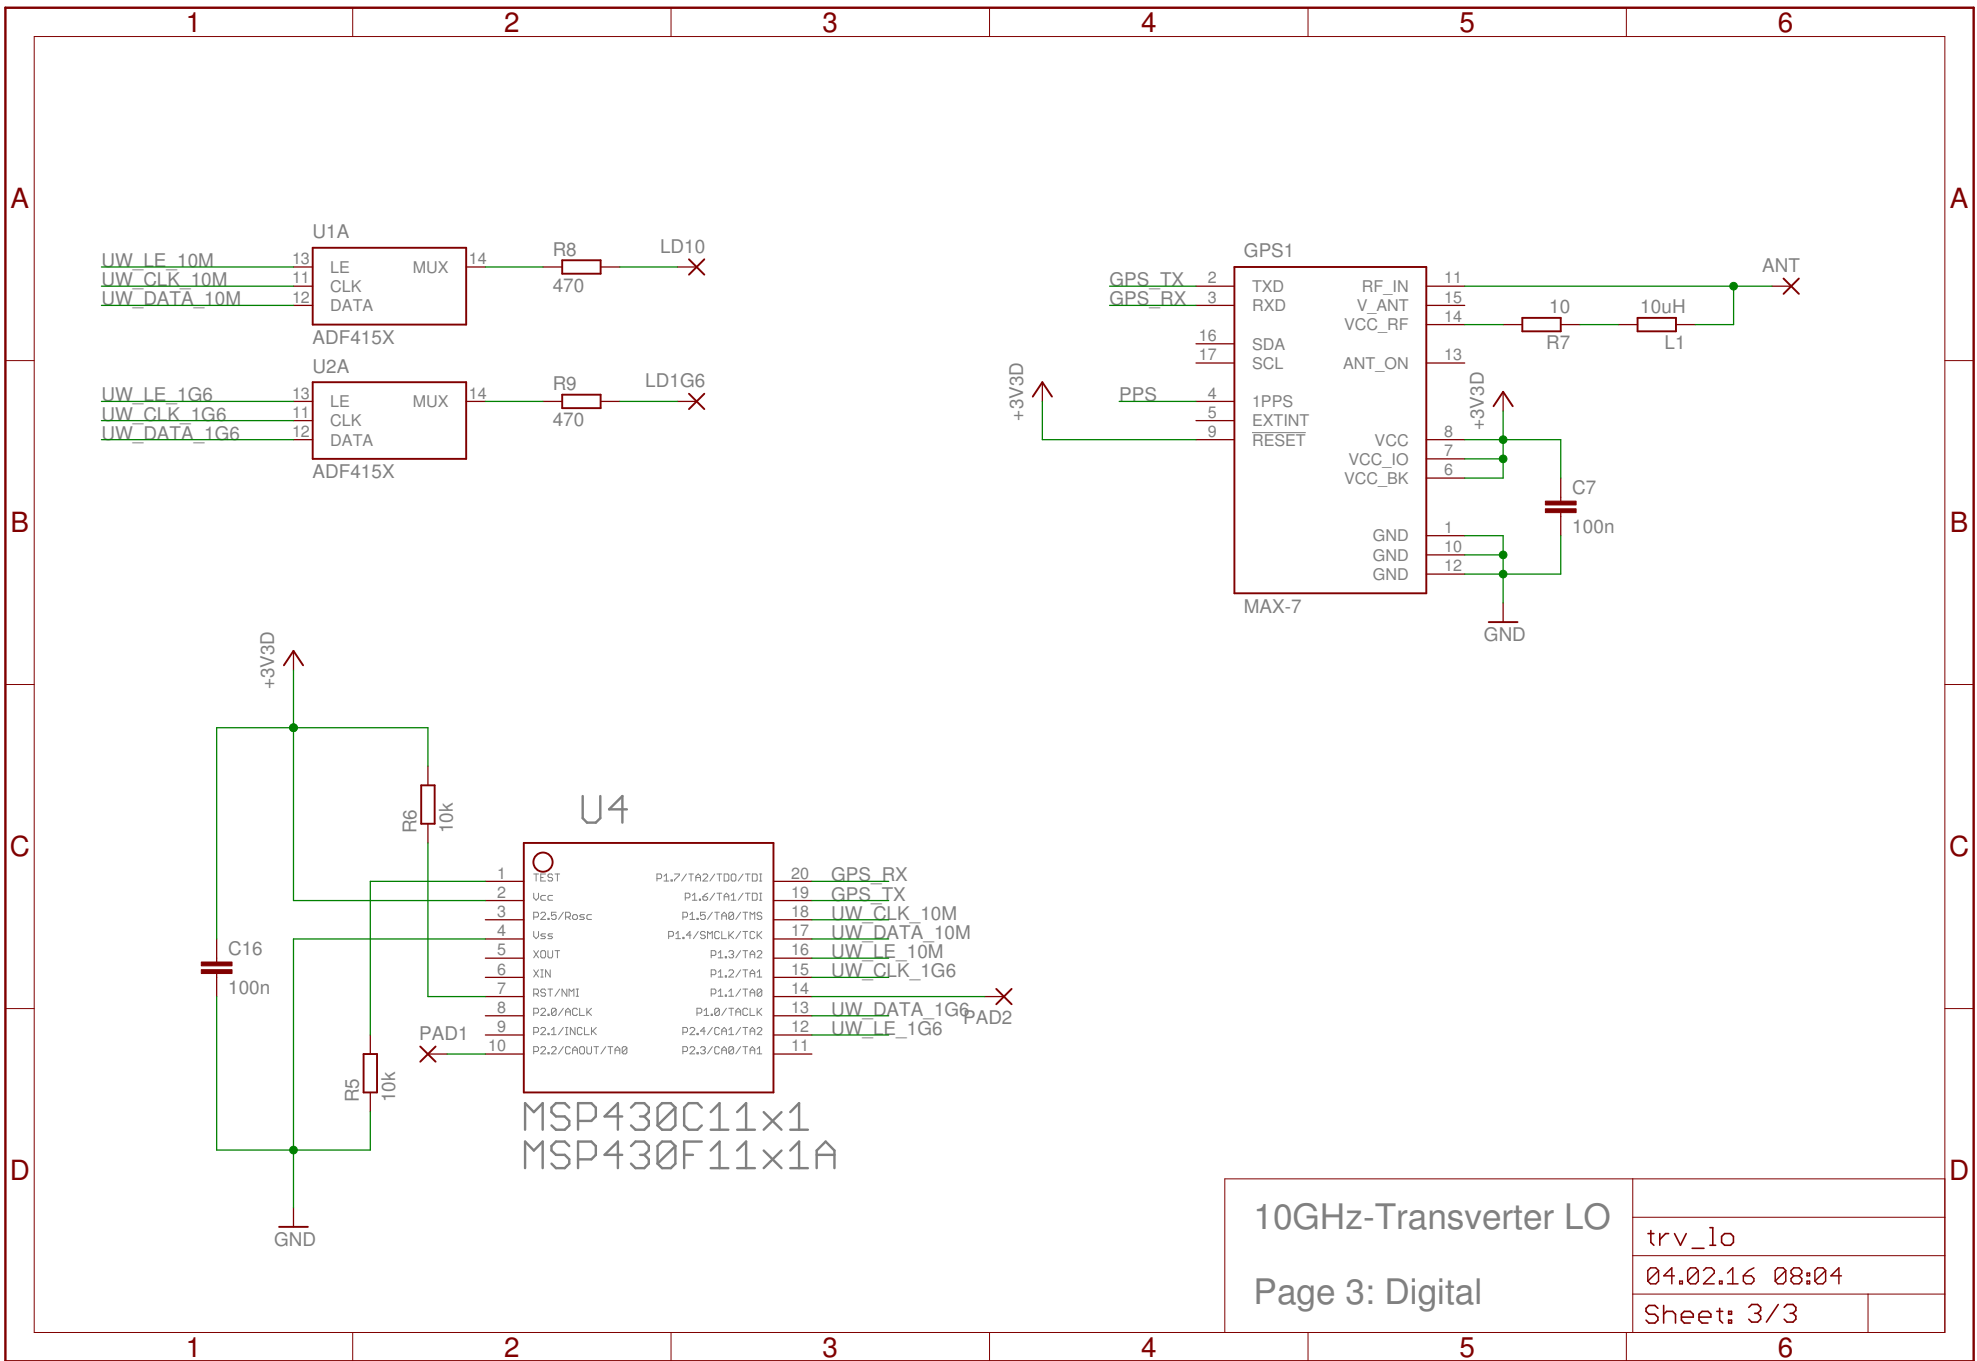 1 2 3 4 5 6
A A
U1A
UW_LE_10M 13 LE MUX 14 R8 LD10
UW_CLK_10M 11 CLK 470
UW_DATA_10M 12 DATA
ADF415X
U2A
UW_LE_1G6 13 LE MUX 14 R9 LD1G6
UW_CLK_1G6 11 CLK 470
UW_DATA_1G6 12 DATA
ADF415X
GPS1
GPS_TX 2 TXD RF_IN 11 ANT
GPS_RX 3 RXD V_ANT 15 10 10uH
VCC_RF 14 R7 L1
16 SDA
17 SCL ANT_ON 13
+3V3D PPS 4 1PPS +3V3D
5 EXTINT
9 RESET VCC 8
VCC_IO 7
VCC_BK 6
C7
100n
GND 1
GND 10
GND 12
MAX-7
GND
B B
+3V3D
R6 10k
U4
C C
1 TEST P1.7/TA2/TDO/TDI 20 GPS_RX
2 Vcc P1.6/TA1/TDI 19 GPS_TX
3 P2.5/Rosc P1.5/TA0/TMS 18 UW_CLK_10M
4 Vss P1.4/SMCLK/TCK 17 UW_DATA_10M
5 XOUT P1.3/TA2 16 UW_LE_10M
6 XIN P1.2/TA1 15 UW_CLK_1G6
7 RST/NMI P1.1/TA0 14
8 P2.0/ACLK P1.0/TACLK 13 UW_DATA_1G6 PAD2
9 P2.1/INCLK P2.4/CA1/TA2 12 UW_LE_1G6
10 P2.2/CAOUT/TA0 P2.3/CA0/TA1 11
C16
100n
PAD1
R5 10k
MSP430C11x1
MSP430F11x1A
D D
GND
10GHz-Transverter LO
Page 3: Digital
trv_lo
04.02.16 08:04
Sheet: 3/3
1 2 3 4 5 6